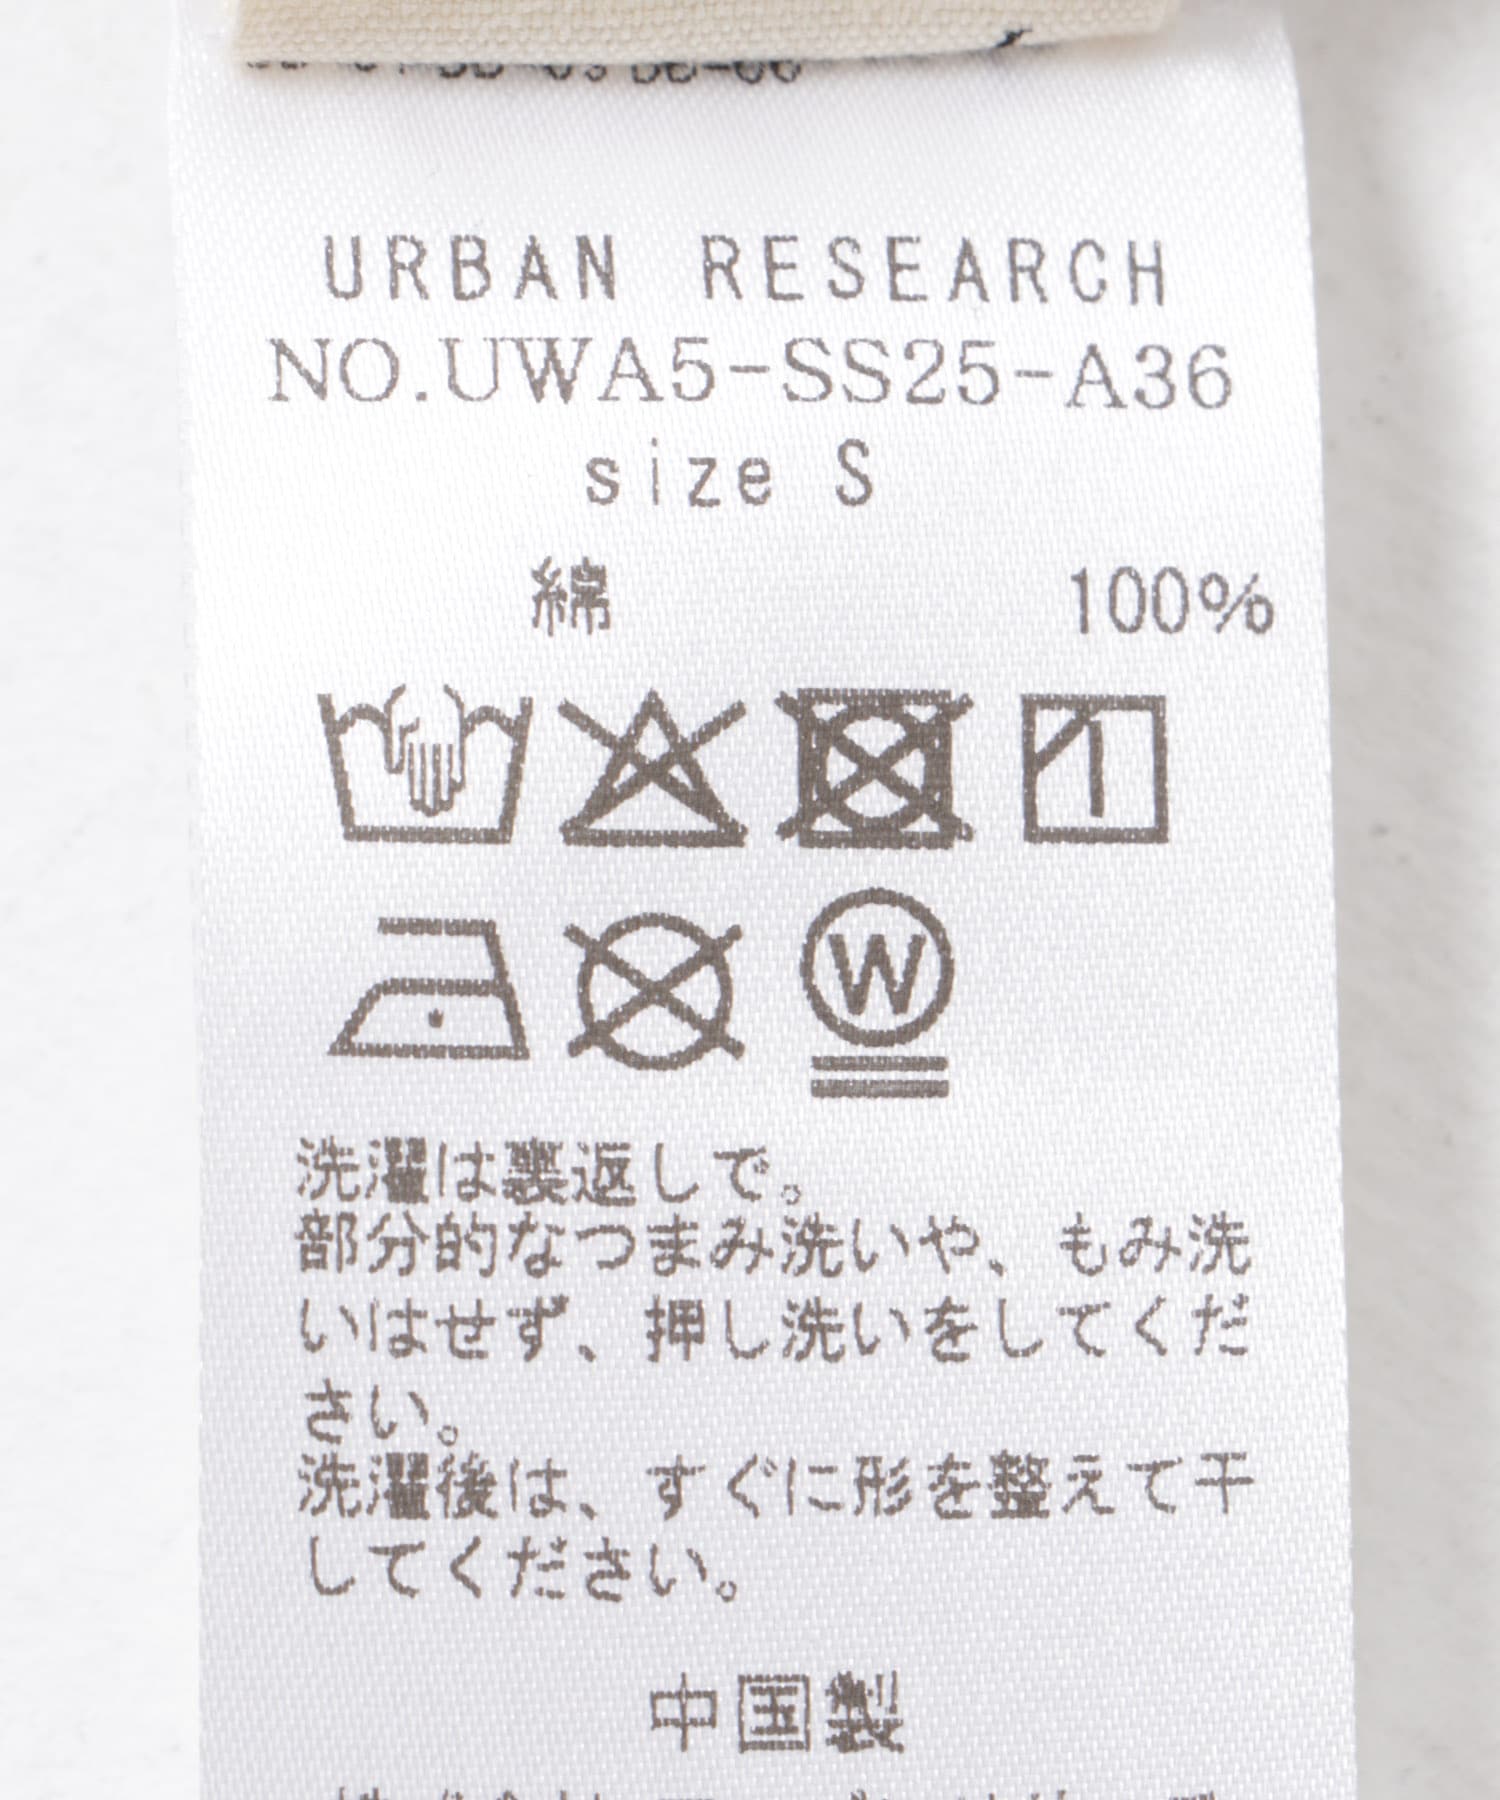 URBAN RESEARCH
NO.UWA5-SS25-A36
size S
綿 100%
W
洗濯は裏返しで。
部分的なつまみ洗いや、もみ洗
いはせず、押し洗いをしてくだ
さい。
洗濯後は、すぐに形を整えて干
してください。
中国製